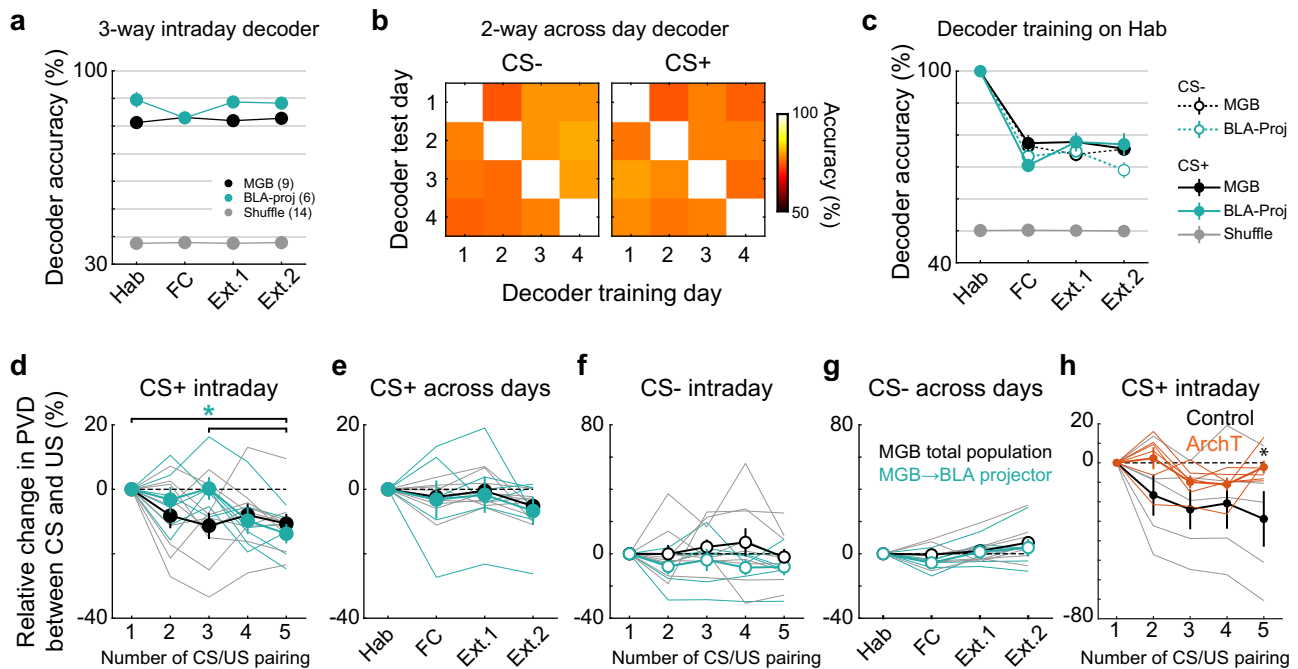 a
3-way intraday decoder
Decoder accuracy (%)
100
30
MGB (9)
BLA-proj (6)
Shuffle (14)
Hab
FC
Ext.1
Ext.2
b
2-way across day decoder
CS-
CS+
Decoder test day
1
2
3
4
1
2
3
4
1
2
3
4
Decoder training day
100
50
Accuracy (%)
c
Decoder training on Hab
Decoder accuracy (%)
100
40
Hab
FC
Ext.1
Ext.2
CS-
MGB
BLA-Proj
CS+
MGB
BLA-Proj
Shuffle
d
CS+ intraday
Relative change in PVD
between CS and US (%)
20
0
-40
*
1
2
3
4
5
Number of CS/US pairing
e
CS+ across days
20
0
-40
Hab
FC
Ext.1
Ext.2
f
CS- intraday
80
40
0
-40
1
2
3
4
5
Number of CS/US pairing
g
CS- across days
80
40
0
-40
MGB total population
MGB→BLA projector
Hab
FC
Ext.1
Ext.2
h
CS+ intraday
20
0
-80
Control
ArchT
*
1
2
3
4
5
Number of CS/US pairing